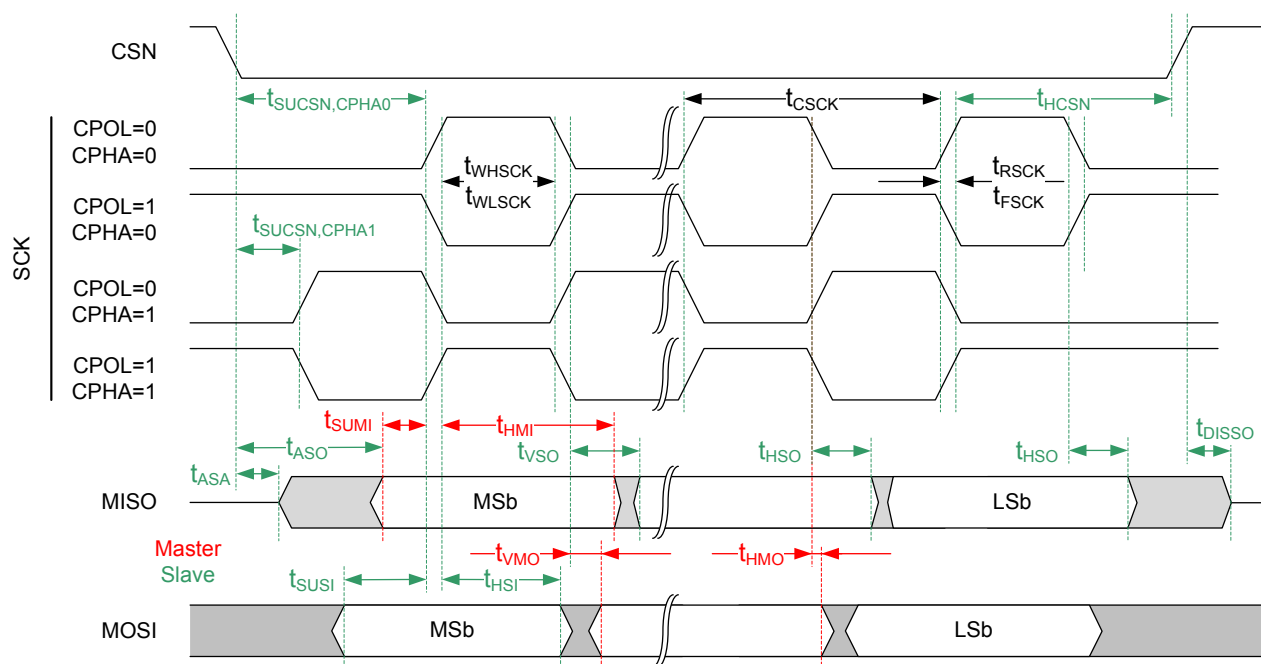 CSN
tSUCSN,CPHA0
tCSCK
tHCSN
SCK
CPOL=0
CPHA=0
tWHSCK
tWLSCK
tRSCK
tFSCK
CPOL=1
CPHA=0
tSUCSN,CPHA1
CPOL=0
CPHA=1
CPOL=1
CPHA=1
tSUMI
tHMI
tASO
tVSO
tHSO
tHSO
tDISSO
tASA
MISO
MSb
LSb
Master
Slave
tVMO
tHMO
tSUSI
tHSI
MOSI
MSb
LSb